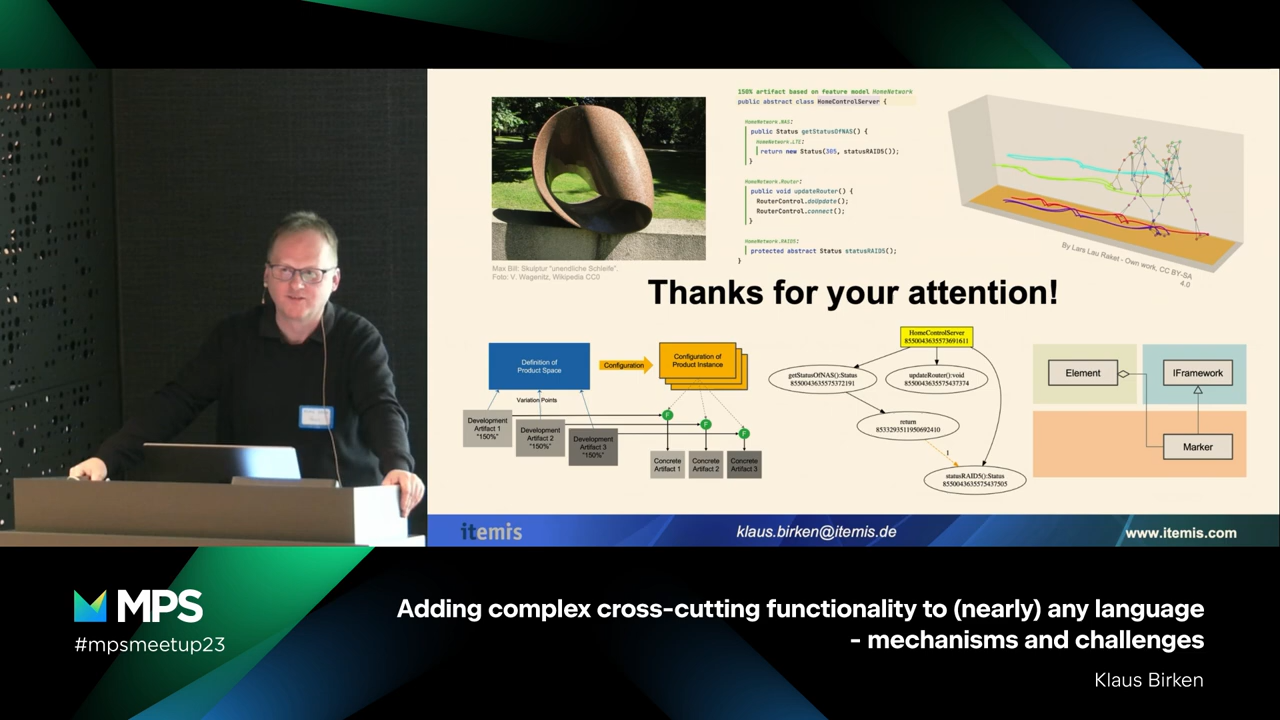 150% artifact based on feature model HomeNetwork
public abstract class HomeControlServer {
HomeNetwork.NAS:
public Status getStatusOfNAS() {
HomeNetwork.LTE:
return new Status(305, statusRAID5());
}
HomeNetwork.Router:
public void updateRouter() {
RouterControl.doUpdate();
RouterControl.connect();
}
HomeNetwork.RAID5:
protected abstract Status statusRAID5();
}
Max Bill: Skulptur "unendliche Schleife".
Foto: V. Wagenitz, Wikipedia CC0
By Lars Lau Raket - Own work, CC BY-SA
4.0
Thanks for your attention!
Definition of
Product Space
Configuration
Configuration of
Product Instance
Variation Points
Development
Artifact 1
"150%"
Development
Artifact 2
"150%"
Development
Artifact 3
"150%"
F
F
F
Concrete
Artifact 1
Concrete
Artifact 2
Concrete
Artifact 3
HomeControlServer
8550043635573691611
getStatusOfNAS():Status
8550043635575372191
updateRouter():void
8550043635575437374
return
8533293511950692410
1
statusRAID5():Status
8550043635575437505
Element
IFramework
Marker
itemis
klaus.birken@itemis.de
www.itemis.com
MPS
#mpsmeetup23
Adding complex cross-cutting functionality to (nearly) any language
- mechanisms and challenges
Klaus Birken